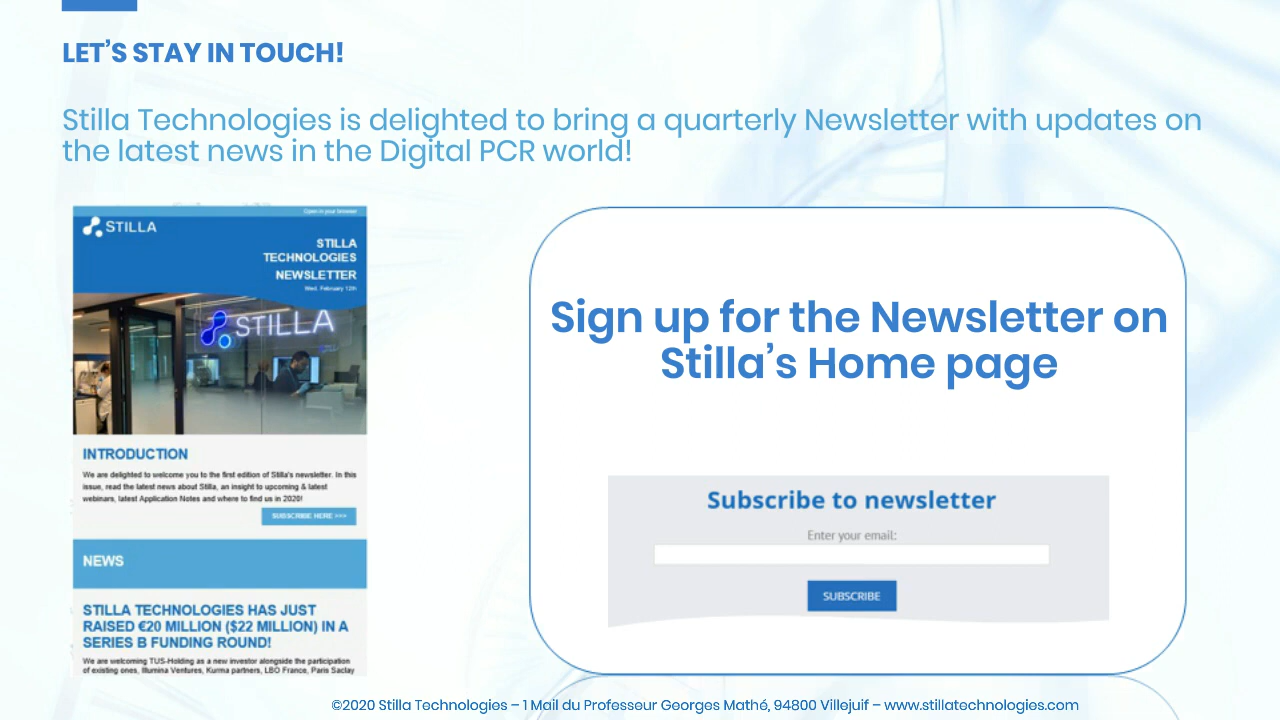 LET’S STAY IN TOUCH!
Stilla Technologies is delighted to bring a quarterly Newsletter with updates on
the latest news in the Digital PCR world!
Open in your browser
STILLA
STILLA
TECHNOLOGIES
NEWSLETTER
Wed, February 12th
STILLA
INTRODUCTION
We are delighted to welcome you to the first edition of Stilla's newsletter. In this
issue, read the latest news about Stilla, an insight to upcoming & latest
webinars, latest Application Notes and where to find us in 2020!
SUBSCRIBE HERE >>>
NEWS
STILLA TECHNOLOGIES HAS JUST
RAISED €20 MILLION ($22 MILLION) IN A
SERIES B FUNDING ROUND!
We are welcoming TUS-Holding as a new investor alongside the participation
of existing ones, Illumina Ventures, Kurma partners, LBO France, Paris Saclay
Sign up for the Newsletter on
Stilla’s Home page
Subscribe to newsletter
Enter your email:
SUBSCRIBE
©2020 Stilla Technologies – 1 Mail du Professeur Georges Mathé, 94800 Villejuif – www.stillatechnologies.com